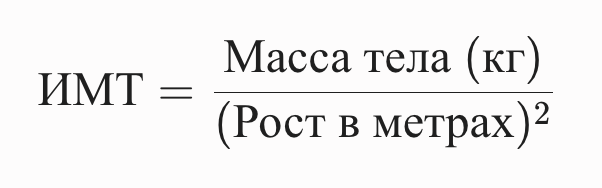 ИМТ = Масса тела (кг)
(Рост в метрах)²